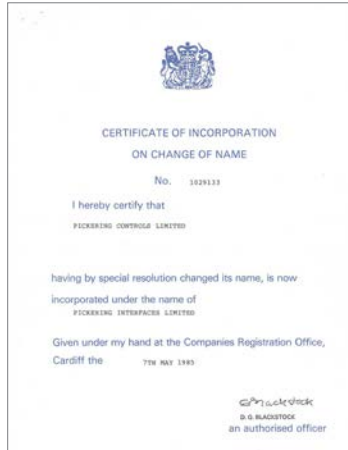 CERTIFICATE OF INCORPORATION
ON CHANGE OF NAME
No. 1029133
I hereby certify that
PICKERING CONTROLS LIMITED
having by special resolution changed its name, is now
incorporated under the name of
PICKERING INTERFACES LIMITED
Given under my hand at the Companies Registration Office,
Cardiff the 7TH MAY 1985
D. G. BLACKSTOCK
an authorised officer